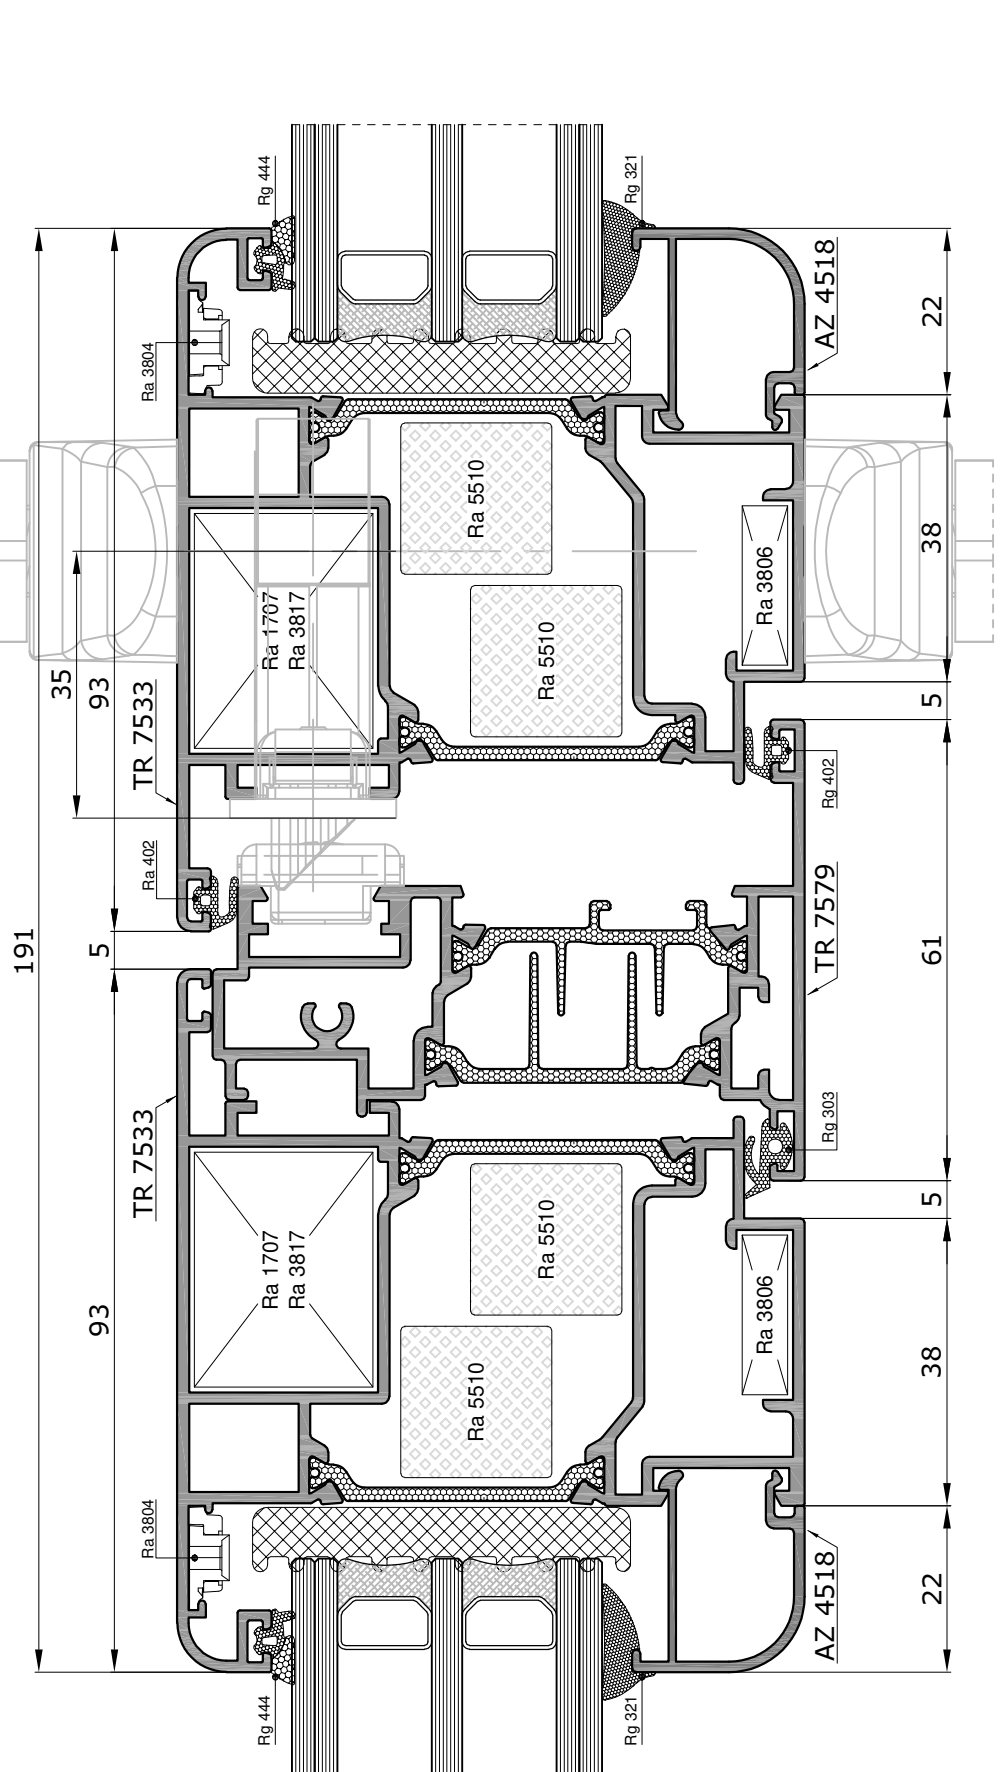 Rg 444
Rg 321
AZ 4518
22
Ra 3804
Ra 5510
38
Ra 3806
Ra 1707
Ra 3817
Ra 5510
35
93
TR 7533
5
Rg 402
Ra 402
TR 7579
191
5
61
Rg 303
TR 7533
5
Ra 5510
Ra 1707
Ra 3817
93
Ra 3806
38
Ra 5510
Ra 3804
AZ 4518
22
Rg 444
Rg 321